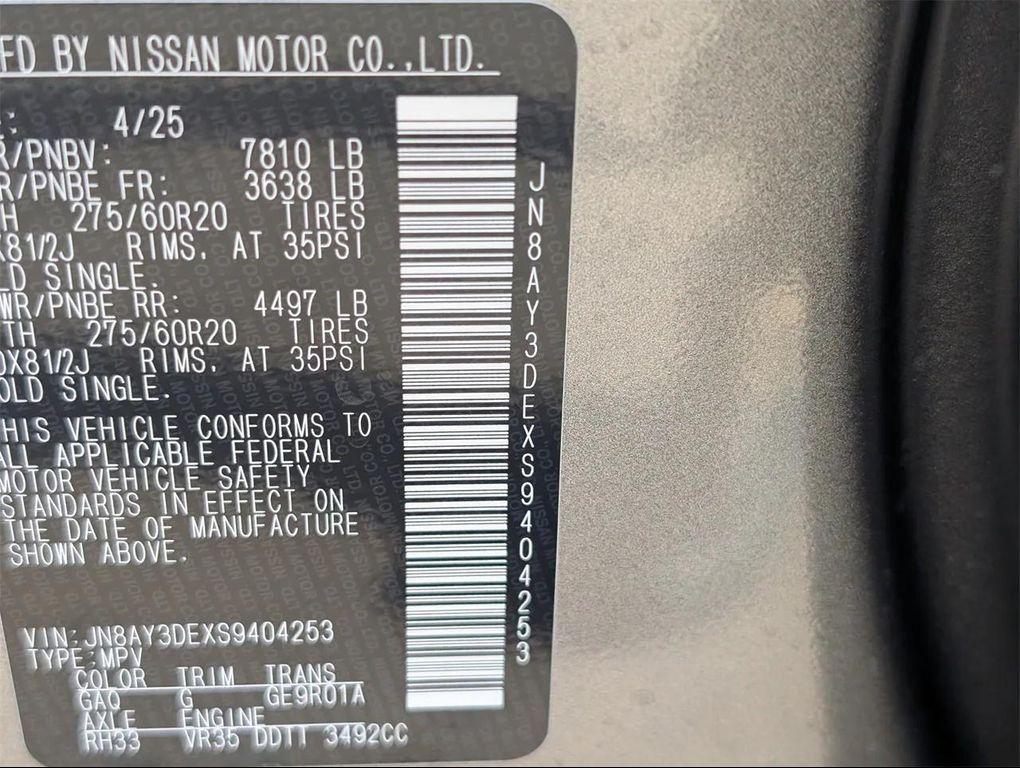 FD BY NISSAN MOTOR CO.,LTD.
: 4/25
R/PNBV: 7810 LB
R/PNBE FR: 3638 LB
TH 275/60R20 TIRES
X81/2J RIMS, AT 35PSI
LD SINGLE.
WR/PNBE RR: 4497 LB
TH 275/60R20 TIRES
0X81/2J RIMS, AT 35PSI
OLD SINGLE.
THIS VEHICLE CONFORMS TO
ALL APPLICABLE FEDERAL
MOTOR VEHICLE SAFETY
STANDARDS IN EFFECT ON
THE DATE OF MANUFACTURE
SHOWN ABOVE.
VIN:JN8AY3DEXS9404253
TYPE:MPV
COLOR TRIM TRANS
GAQ G GE9R01A
AXLE ENGINE
RH33 VR35 DDTT 3492CC
JN8AY3DEXS9404253